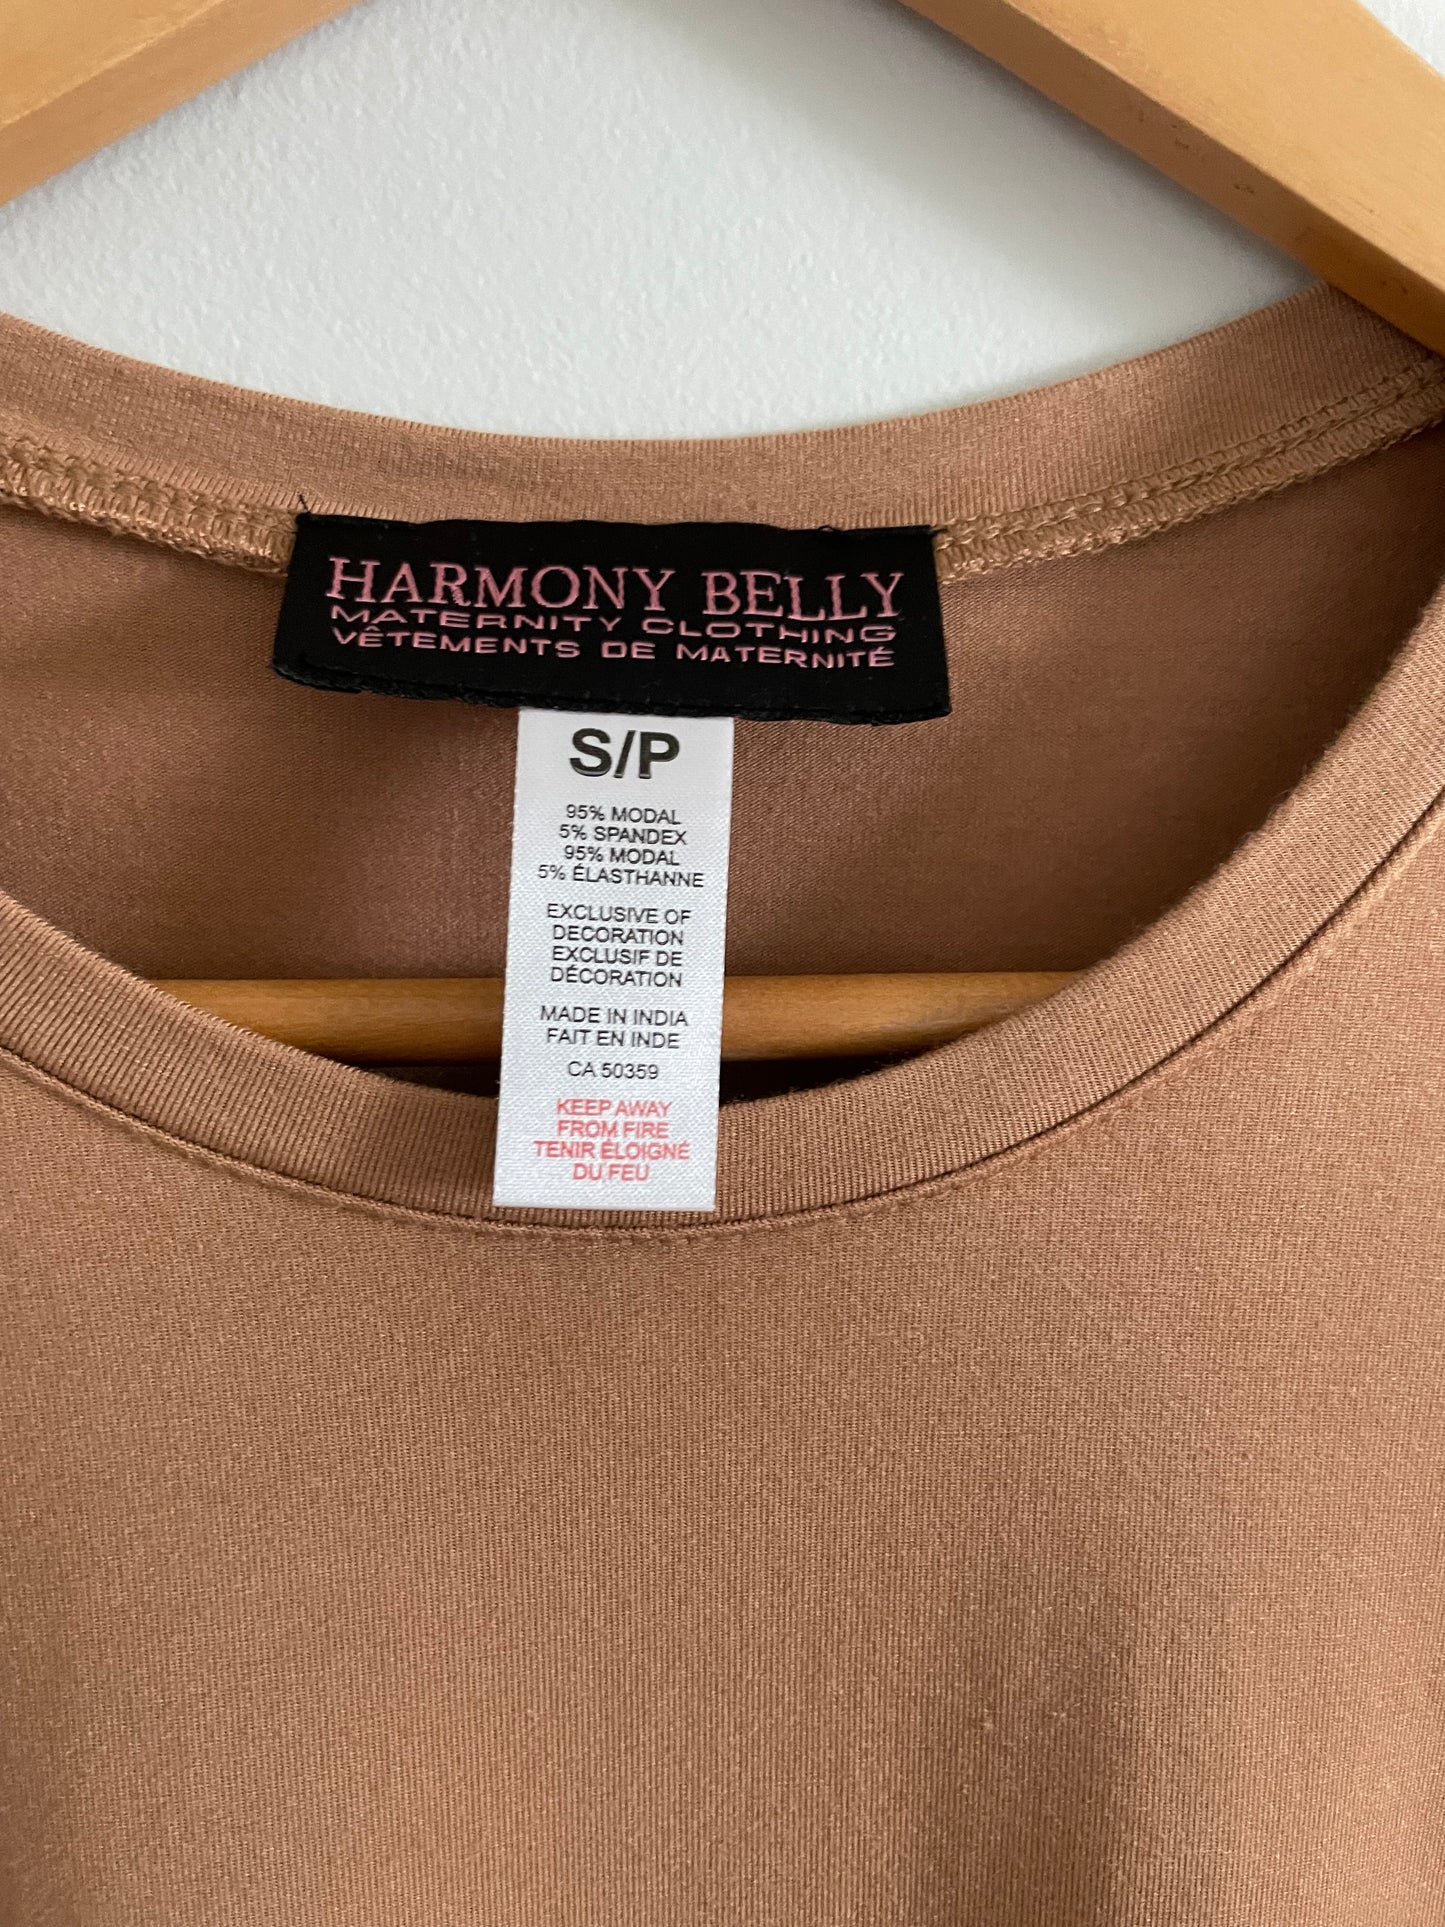 HARMONY BELLY
MATERNITY CLOTHING
VÊTEMENTS DE MATERNITÉ
S/P
95% MODAL
5% SPANDEX
95% MODAL
5% ÉLASTHANNE
EXCLUSIVE OF
DECORATION
EXCLUSIF DE
DÉCORATION
MADE IN INDIA
FAIT EN INDE
CA 50359
KEEP AWAY
FROM FIRE
TENIR ÉLOIGNÉ
DU FEU